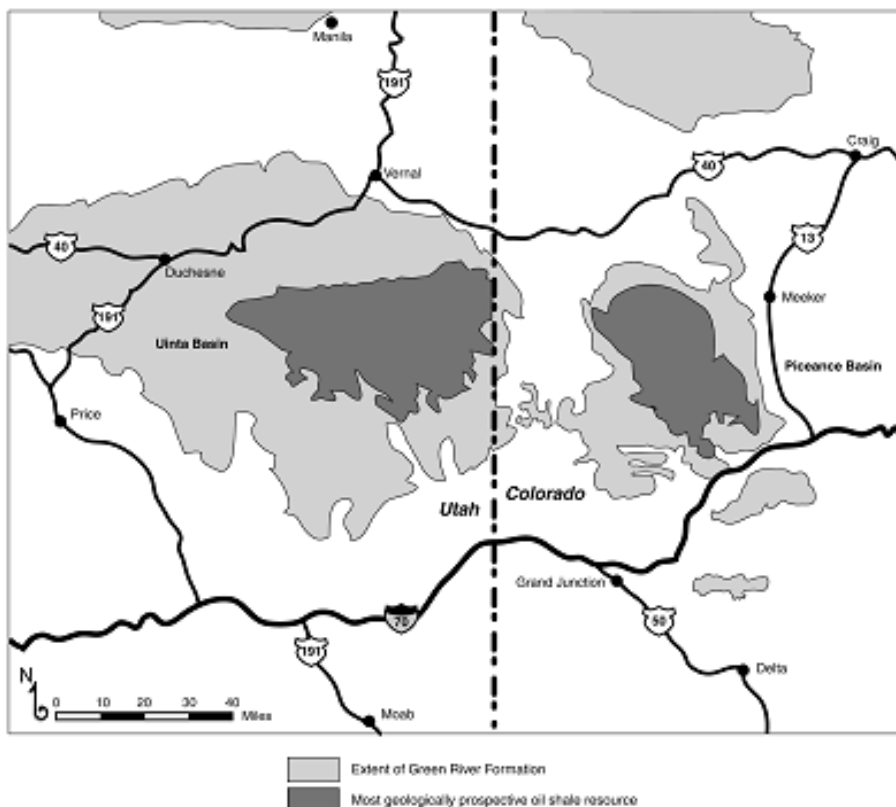 Manila
191
Craig
Vernal
40
40
13
Duchesne
191
Meeker
Uinta Basin
Piceance Basin
Price
Utah
Colorado
Grand Junction
70
50
191
Delta
N
0 10 20 30 40
Miles
Moab
Extent of Green River Formation
Most geologically prospective oil shale resource